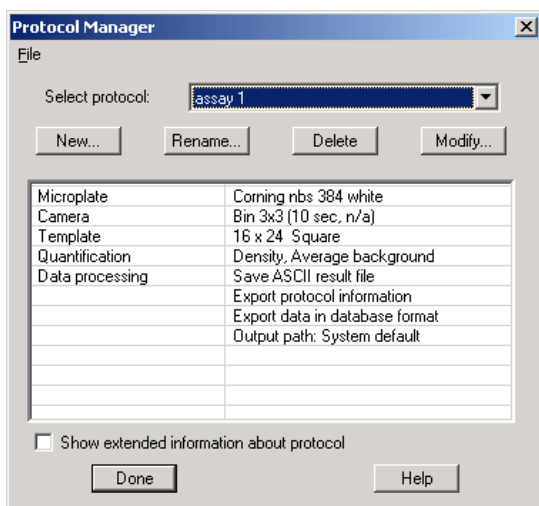 Protocol Manager
File
Select protocol: assay 1
New... Rename... Delete Modify...
Microplate Corning nbs 384 white
Camera Bin 3x3 (10 sec, n/a)
Template 16 x 24 Square
Quantification Density, Average background
Data processing Save ASCII result file
Export protocol information
Export data in database format
Output path: System default
Show extended information about protocol
Done Help